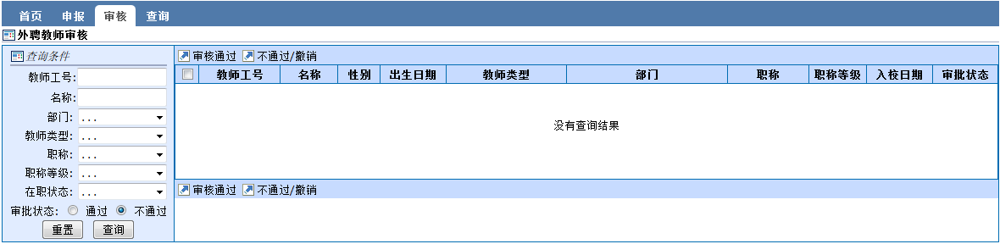 首页 申报 审核 查询
外聘教师审核
查询条件
教师工号:
名称:
部门: ...
教师类型: ...
职称: ...
职称等级: ...
在职状态: ...
审批状态: 通过 不通过
重置 查询
审核通过 不通过/撤销
教师工号 名称 性别 出生日期 教师类型 部门 职称 职称等级 入校日期 审批状态
没有查询结果
审核通过 不通过/撤销